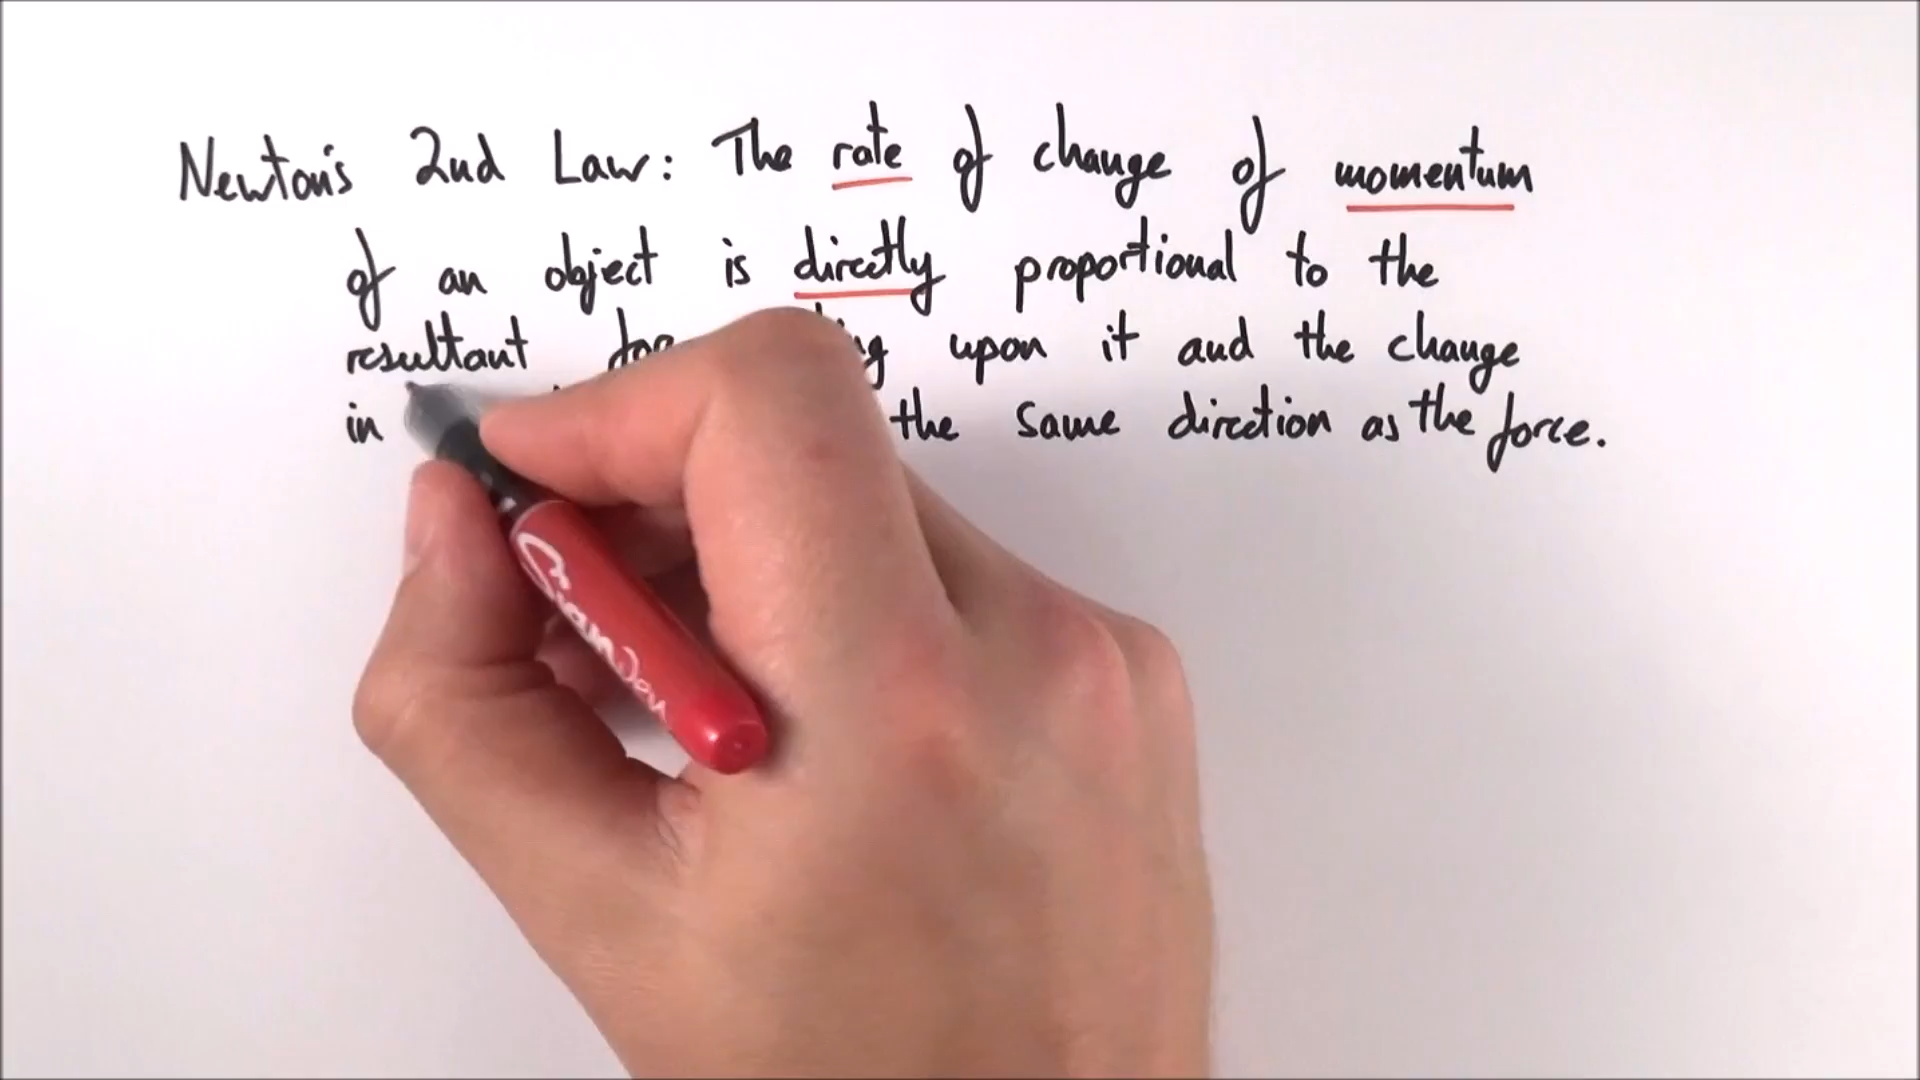 Newton's 2nd Law: The rate of change of momentum
of an object is directly proportional to the
resultant upon it and the change
in the same direction as the force.